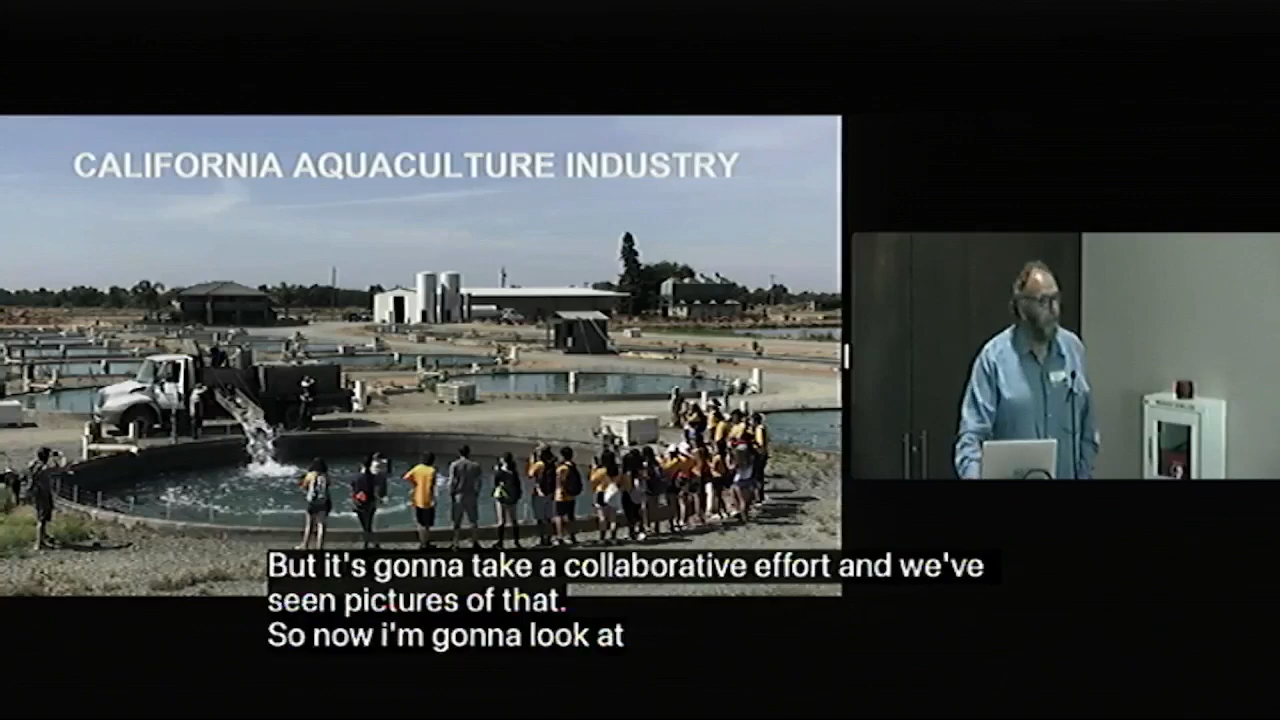 CALIFORNIA AQUACULTURE INDUSTRY
But it's gonna take a collaborative effort and we've
seen pictures of that.
So now i'm gonna look at